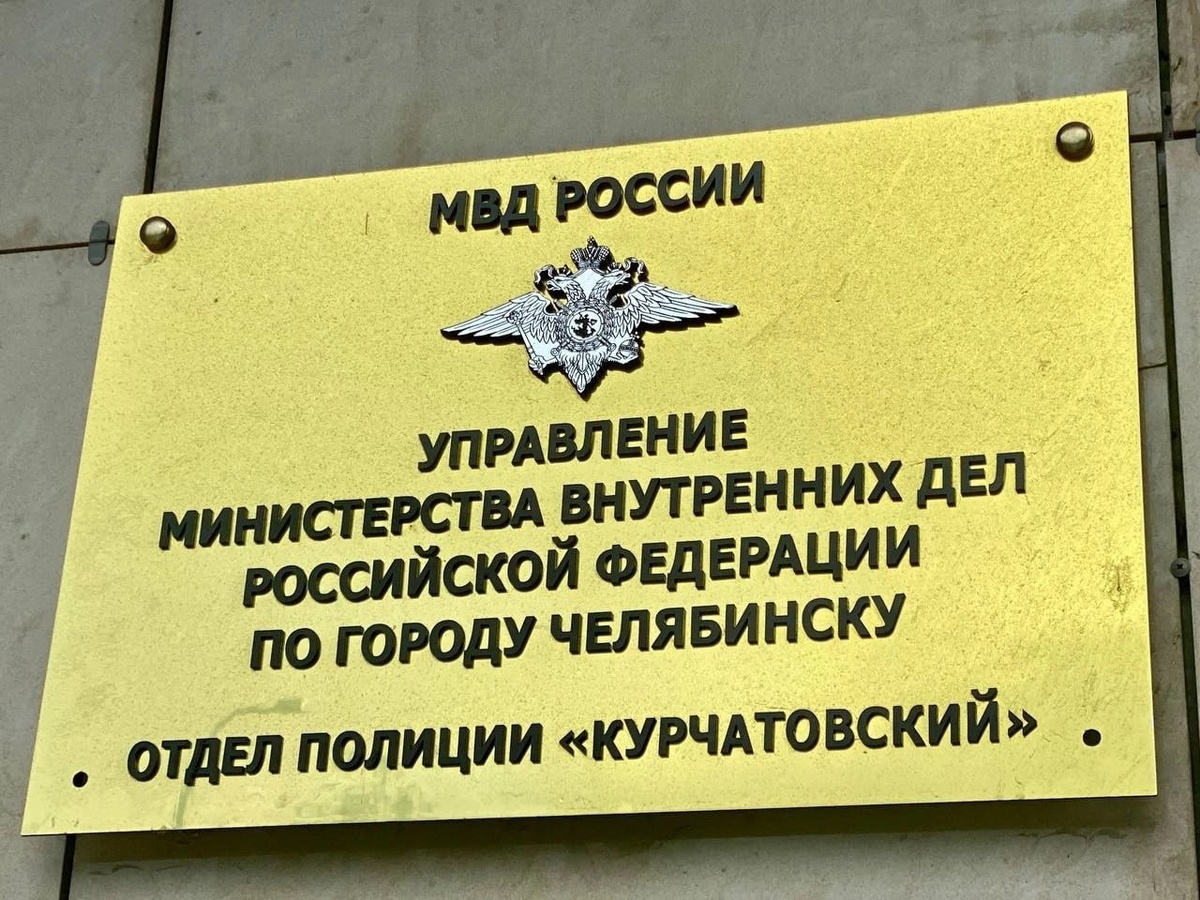 МВД РОССИИ
УПРАВЛЕНИЕ
МИНИСТЕРСТВА ВНУТРЕННИХ ДЕЛ
РОССИЙСКОЙ ФЕДЕРАЦИИ
ПО ГОРОДУ ЧЕЛЯБИНСКУ
ОТДЕЛ ПОЛИЦИИ «КУРЧАТОВСКИЙ»